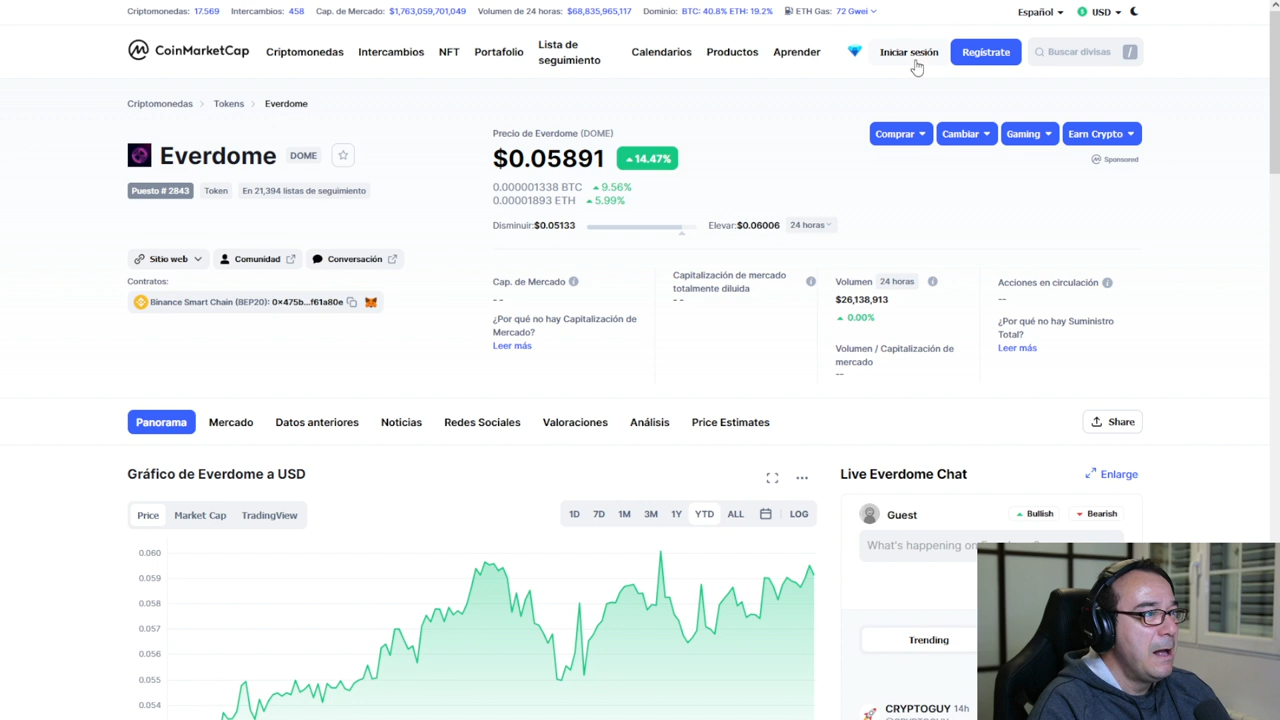 Criptomonedas: 17.569 Intercambios: 458 Cap. de Mercado: $1,763,059,701,049 Volumen de 24 horas: $68,835,965,117 Dominio: BTC: 40.8% ETH: 19.2% ETH Gas: 72 Gwei Español USD
CoinMarketCap Criptomonedas Intercambios NFT Portafolio Lista de seguimiento Calendarios Productos Aprender Iniciar sesión Regístrate Buscar divisas /
Criptomonedas > Tokens > Everdome
Everdome DOME
Puesto # 2843 Token En 21,394 listas de seguimiento
Sitio web Comunidad Conversación
Contratos:
Binance Smart Chain (BEP20): 0x475b...f61a80e
Precio de Everdome (DOME)
$0.05891 14.47%
0.000001338 BTC 9.56%
0.00001893 ETH 5.99%
Disminuir:$0.05133 Elevar:$0.06006 24 horas
Comprar Cambiar Gaming Earn Crypto
Sponsored
Cap. de Mercado
- -
¿Por qué no hay Capitalización de
Mercado?
Leer más
Capitalización de mercado
totalmente diluida
- -
Volumen 24 horas
$26,138,913
0.00%
Volumen / Capitalización de
mercado
--
Acciones en circulación
--
¿Por qué no hay Suministro
Total?
Leer más
Panorama Mercado Datos anteriores Noticias Redes Sociales Valoraciones Análisis Price Estimates Share
Gráfico de Everdome a USD
Price Market Cap TradingView 1D 7D 1M 3M 1Y YTD ALL LOG
0.060
0.059
0.058
0.057
0.056
0.055
0.054
Live Everdome Chat Enlarge
Guest Bullish Bearish
What's happening on
Trending
CRYPTOGUY 14h